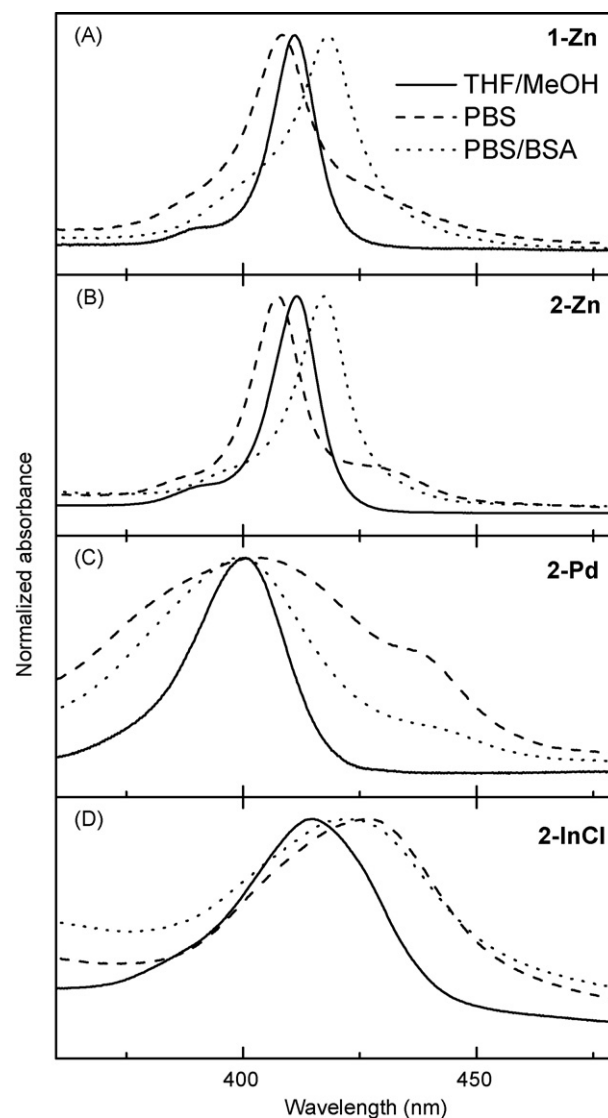 (A)
1-Zn
THF/MeOH
PBS
PBS/BSA
(B)
2-Zn
Normalized absorbance
(C)
2-Pd
(D)
2-InCl
400
450
Wavelength (nm)